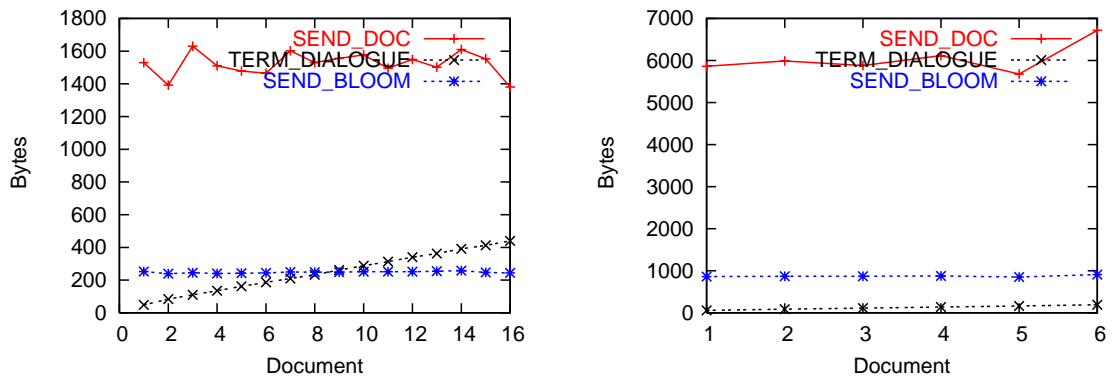 1800
1600
1400
1200
1000
800
600
400
200
0
Bytes
0 2 4 6 8 10 12 14 16
Document
SEND_DOC
TERM_DIALOGUE
SEND_BLOOM
7000
6000
5000
4000
3000
2000
1000
0
Bytes
1 2 3 4 5 6
Document
SEND_DOC
TERM_DIALOGUE
SEND_BLOOM